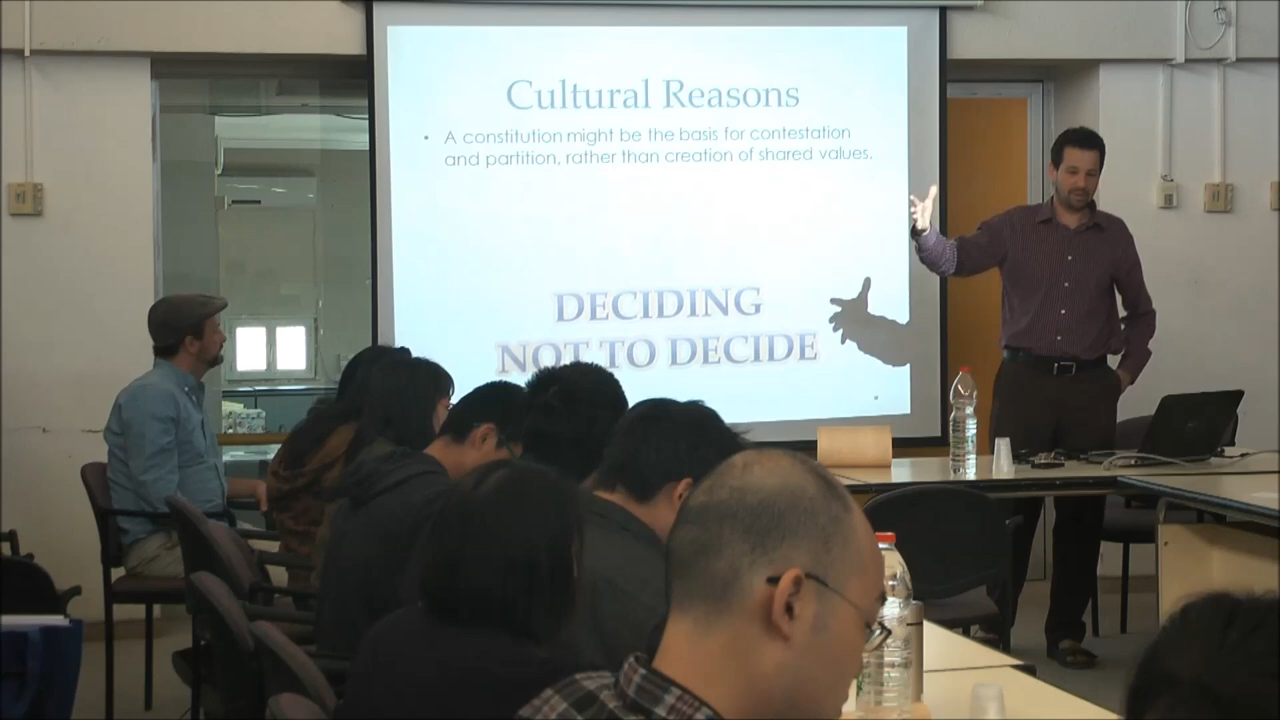 Cultural Reasons
• A constitution might be the basis for contestation
and partition, rather than creation of shared values.
DECIDING
NOT TO DECIDE